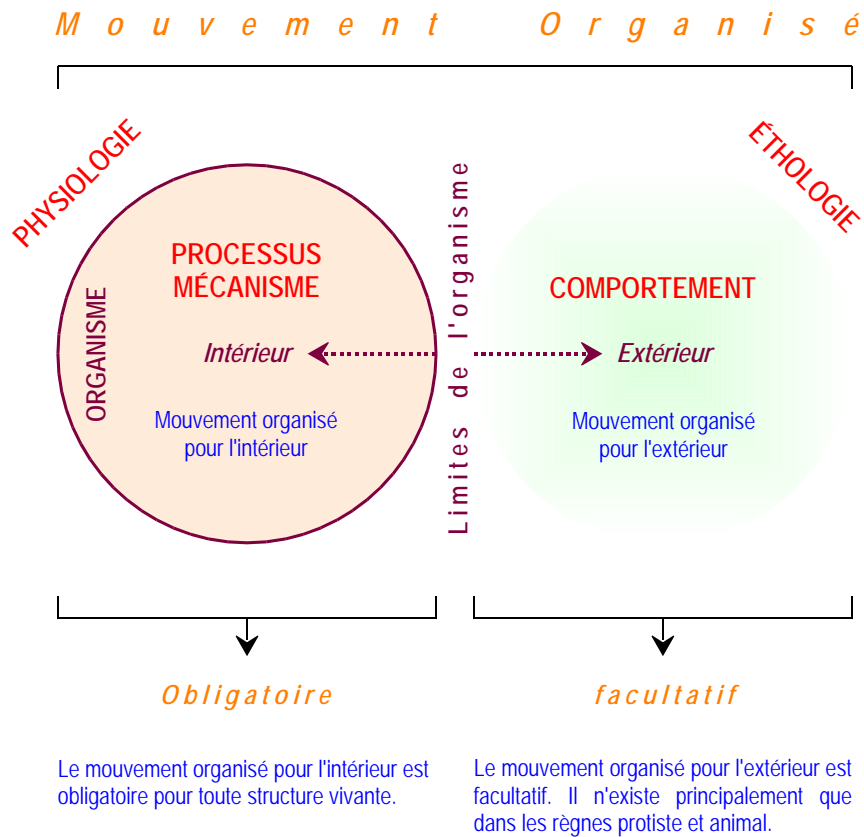 Mouvement Organisé
PHYSIOLOGIE
ÉTHOLOGIE
ORGANISME
PROCESSUS
MÉCANISME
Intérieur
Mouvement organisé
pour l'intérieur
Limites de l'organisme
COMPORTEMENT
Extérieur
Mouvement organisé
pour l'extérieur
Obligatoire
facultatif
Le mouvement organisé pour l'intérieur est
obligatoire pour toute structure vivante.
Le mouvement organisé pour l'extérieur est
facultatif. Il n'existe principalement que
dans les règnes protiste et animal.